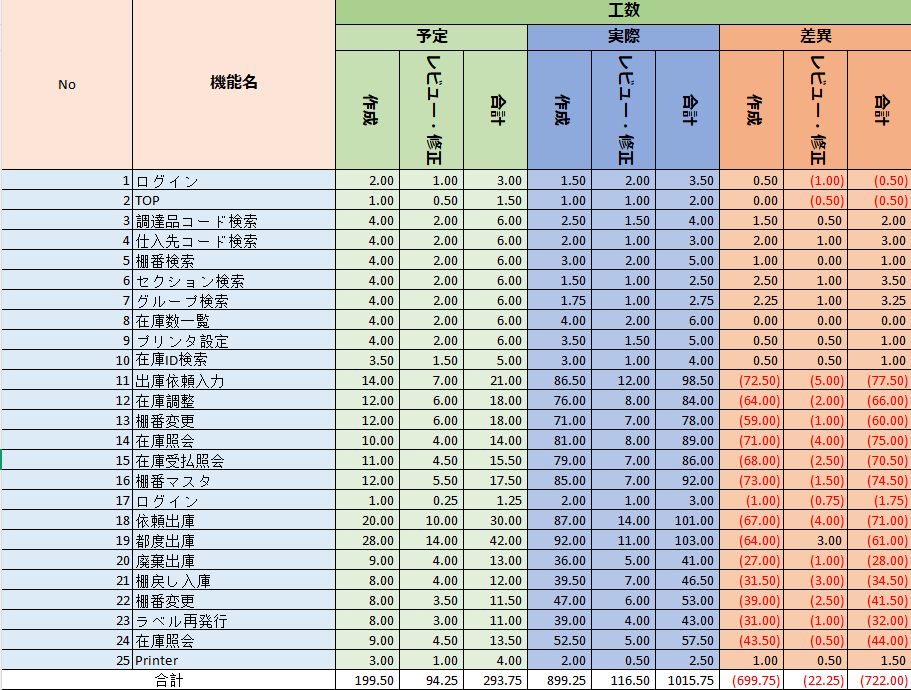 工数
予定 実際 差異
No 機能名 作成 レビュー・修正 合計 作成 レビュー・修正 合計 作成 レビュー・修正 合計
1 ログイン 2.00 1.00 3.00 1.50 2.00 3.50 0.50 (1.00) (0.50)
2 TOP 1.00 0.50 1.50 1.00 1.00 2.00 0.00 (0.50) (0.50)
3 調達品コード検索 4.00 2.00 6.00 2.50 1.50 4.00 1.50 0.50 2.00
4 仕入先コード検索 4.00 2.00 6.00 2.00 1.00 3.00 2.00 1.00 3.00
5 棚番検索 4.00 2.00 6.00 3.00 2.00 5.00 1.00 0.00 1.00
6 セクション検索 4.00 2.00 6.00 1.50 1.00 2.50 2.50 1.00 3.50
7 グループ検索 4.00 2.00 6.00 1.75 1.00 2.75 2.25 1.00 3.25
8 在庫数一覧 4.00 2.00 6.00 4.00 2.00 6.00 0.00 0.00 0.00
9 プリンタ設定 4.00 2.00 6.00 3.50 1.50 5.00 0.50 0.50 1.00
10 在庫ID検索 3.50 1.50 5.00 3.00 1.00 4.00 0.50 0.50 1.00
11 出庫依頼入力 14.00 7.00 21.00 86.50 12.00 98.50 (72.50) (5.00) (77.50)
12 在庫調整 12.00 6.00 18.00 76.00 8.00 84.00 (64.00) (2.00) (66.00)
13 棚番変更 12.00 6.00 18.00 71.00 7.00 78.00 (59.00) (1.00) (60.00)
14 在庫照会 10.00 4.00 14.00 81.00 8.00 89.00 (71.00) (4.00) (75.00)
15 在庫受払照会 11.00 4.50 15.50 79.00 7.00 86.00 (68.00) (2.50) (70.50)
16 棚番マスタ 12.00 5.50 17.50 85.00 7.00 92.00 (73.00) (1.50) (74.50)
17 ログイン 1.00 0.25 1.25 2.00 1.00 3.00 (1.00) (0.75) (1.75)
18 依頼出庫 20.00 10.00 30.00 87.00 14.00 101.00 (67.00) (4.00) (71.00)
19 都度出庫 28.00 14.00 42.00 92.00 11.00 103.00 (64.00) 3.00 (61.00)
20 廃棄出庫 9.00 4.00 13.00 36.00 5.00 41.00 (27.00) (1.00) (28.00)
21 棚戻し入庫 8.00 4.00 12.00 39.50 7.00 46.50 (31.50) (3.00) (34.50)
22 棚番変更 8.00 3.50 11.50 47.00 6.00 53.00 (39.00) (2.50) (41.50)
23 ラベル再発行 8.00 3.00 11.00 39.00 4.00 43.00 (31.00) (1.00) (32.00)
24 在庫照会 9.00 4.50 13.50 52.50 5.00 57.50 (43.50) (0.50) (44.00)
25 Printer 3.00 1.00 4.00 2.00 0.50 2.50 1.00 0.50 1.50
合計 199.50 94.25 293.75 899.25 116.50 1015.75 (699.75) (22.25) (722.00)